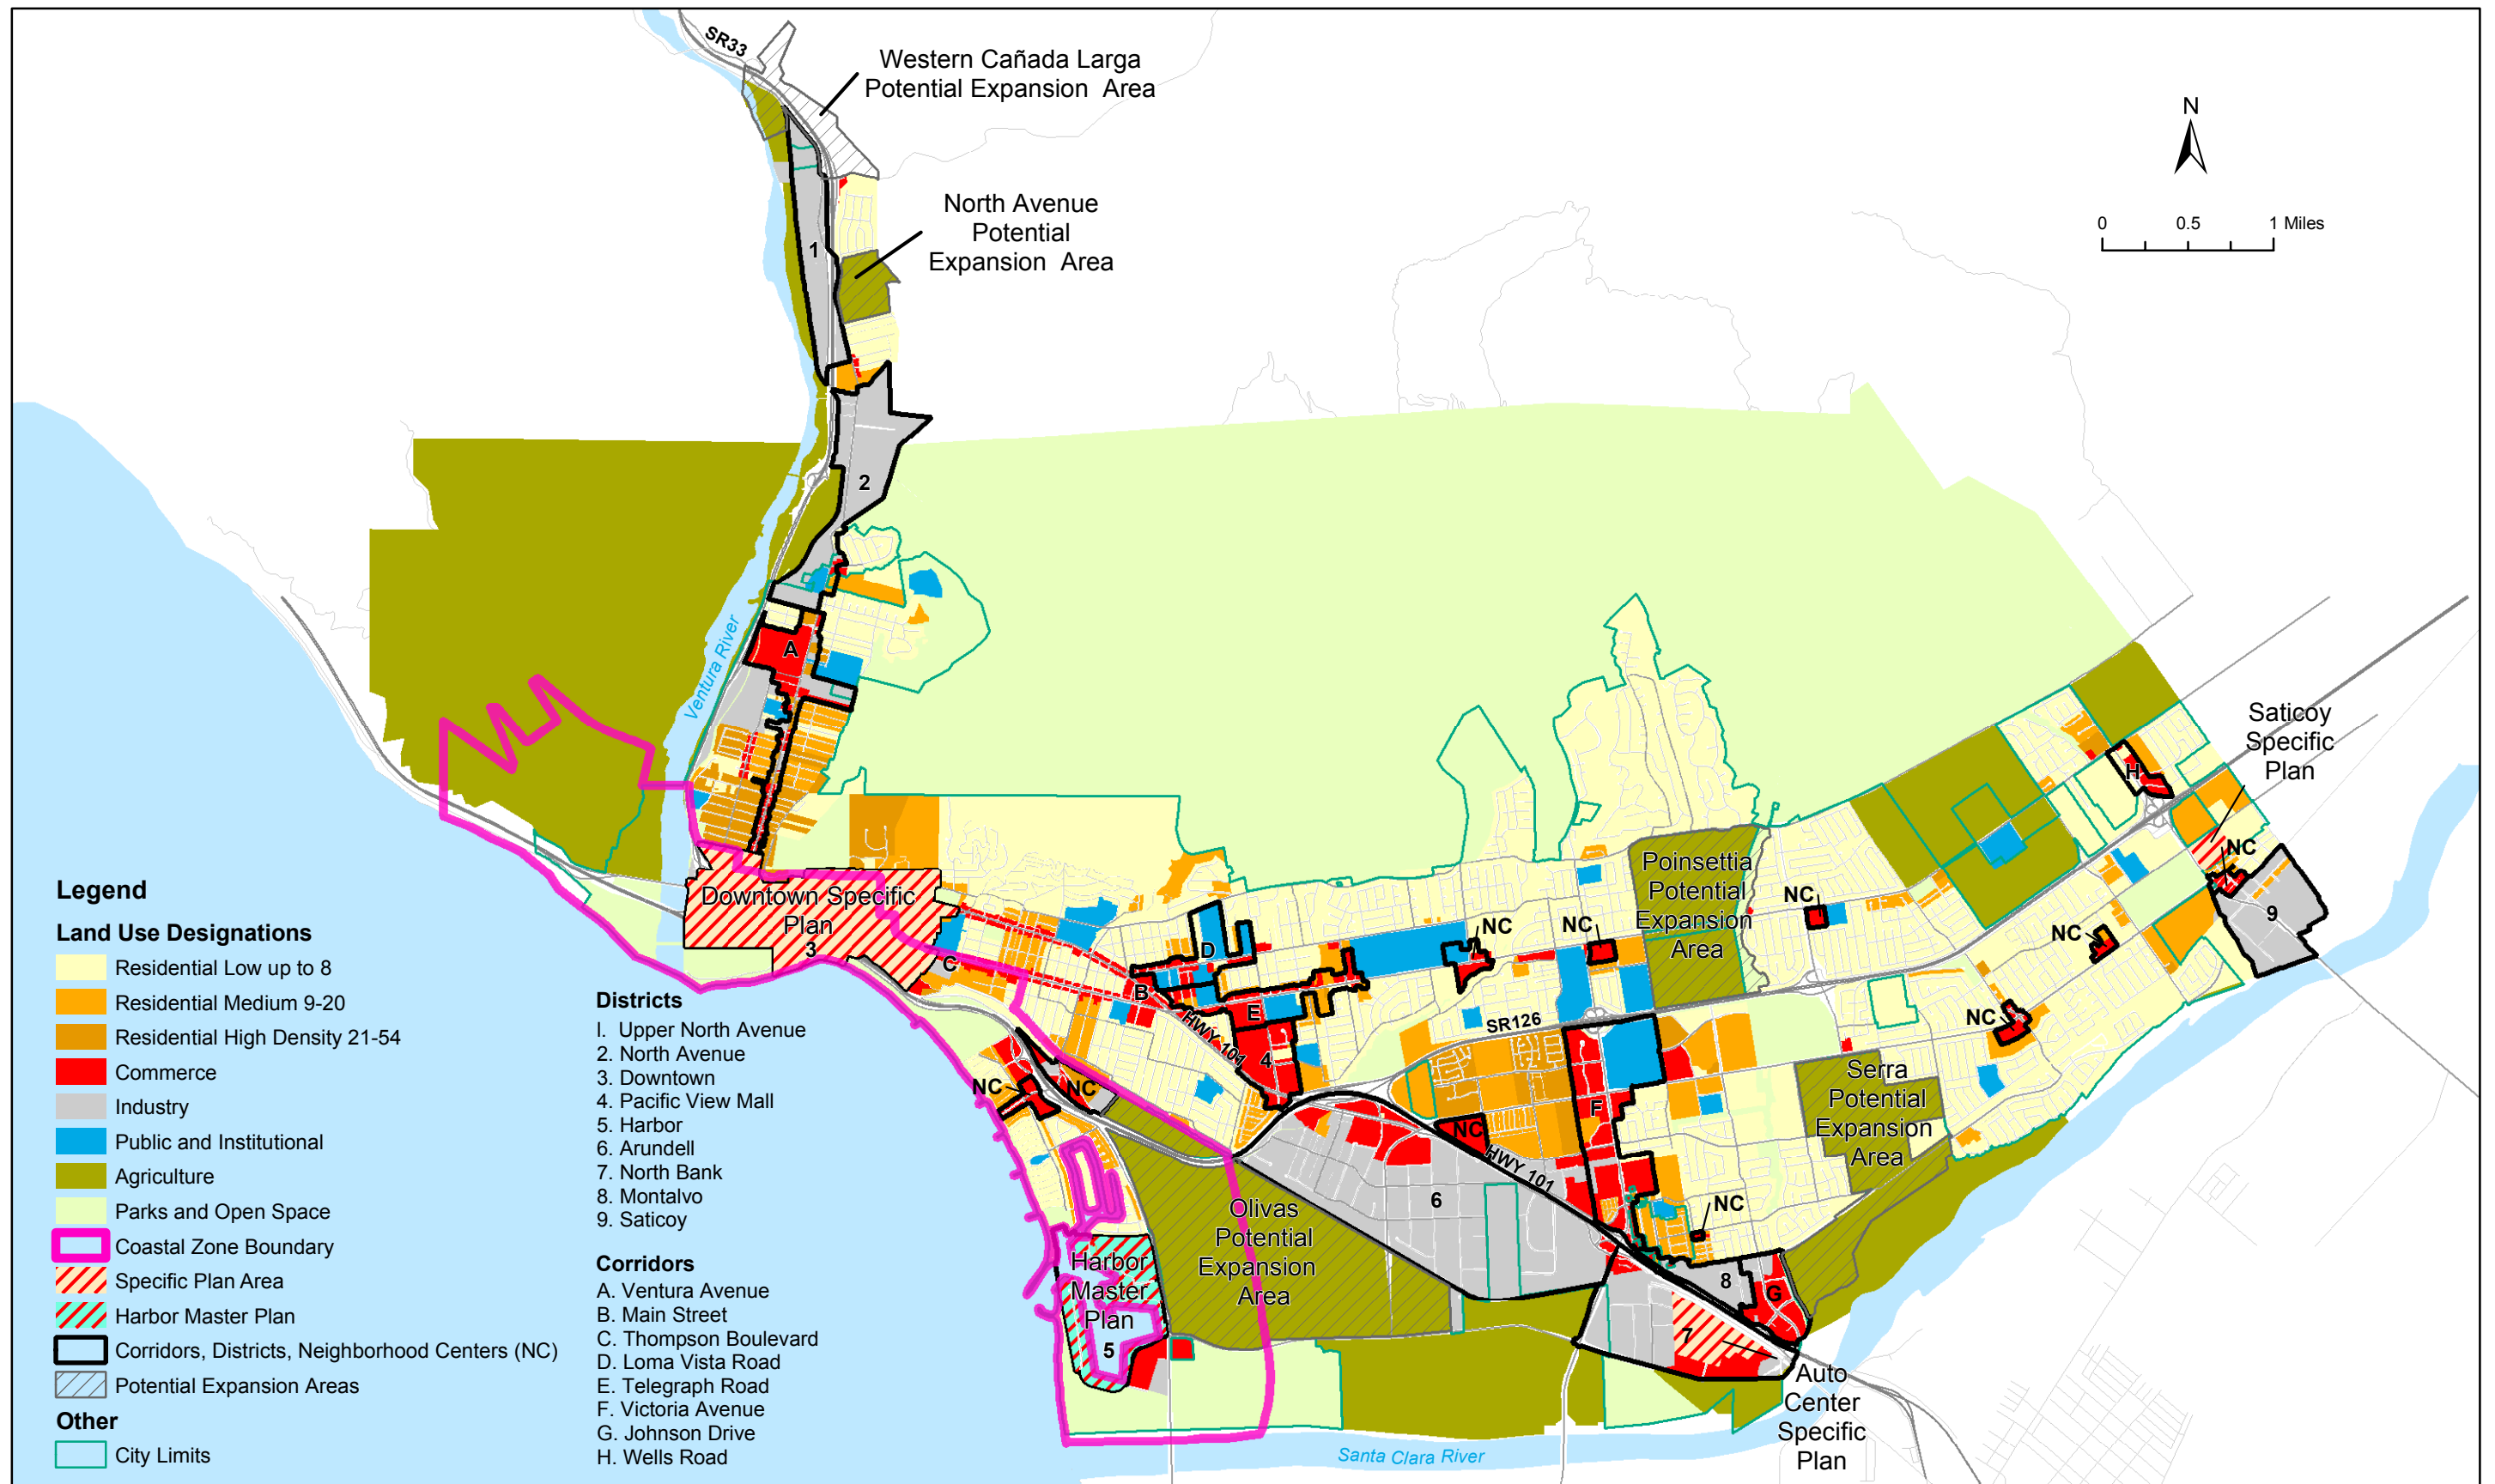 SR33
Western Cañada Larga
Potential Expansion Area
North Avenue
Potential
Expansion Area
N
0 0.5 1 Miles
1
2
A
Ventura River
Downtown Specific
Plan
3
C
B
D
E
4
HWY 101
NC
NC
NC
NC
Poinsettia
Potential
Expansion
Area
NC
NC
NC
NC
H
Saticoy
Specific
Plan
9
SR126
F
NC
HWY 101
6
Serra
Potential
Expansion
Area
NC
8
G
7
Auto
Center
Specific
Plan
Olivas
Potential
Expansion
Area
Harbor
Master
Plan
5
Santa Clara River
Legend
Land Use Designations
Residential Low up to 8
Residential Medium 9-20
Residential High Density 21-54
Commerce
Industry
Public and Institutional
Agriculture
Parks and Open Space
Coastal Zone Boundary
Specific Plan Area
Harbor Master Plan
Corridors, Districts, Neighborhood Centers (NC)
Potential Expansion Areas
Other
City Limits
Districts
I. Upper North Avenue
2. North Avenue
3. Downtown
4. Pacific View Mall
5. Harbor
6. Arundell
7. North Bank
8. Montalvo
9. Saticoy
Corridors
A. Ventura Avenue
B. Main Street
C. Thompson Boulevard
D. Loma Vista Road
E. Telegraph Road
F. Victoria Avenue
G. Johnson Drive
H. Wells Road